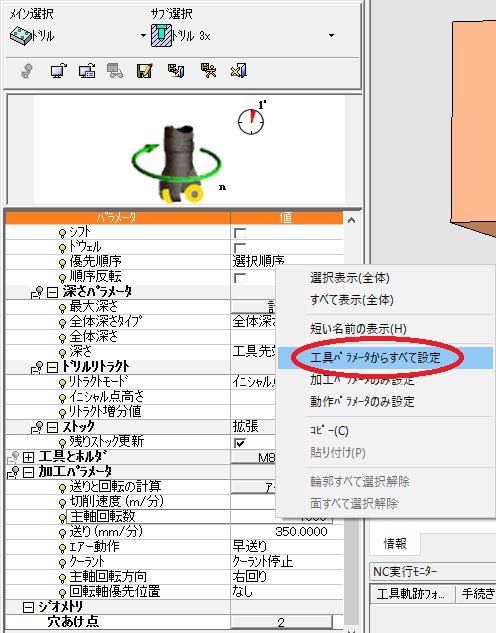 ﾒｲﾝ選択
ｻﾌﾞ選択
ﾄﾞﾘﾙ
ﾄﾞﾘﾙ 3x
1'
n
ﾊﾟﾗﾒｰﾀ
値
ｼﾌﾄ
ﾄﾞｳｪﾙ
優先順序
選択順序
順序反転
深さﾊﾟﾗﾒｰﾀ
最大深さ
全体深さﾀｲﾌﾟ
全体深さ
全体深さ
深さ
工具先
ﾄﾞﾘﾙﾘﾄﾗｸﾄ
ﾘﾄﾗｸﾄﾓｰﾄﾞ
ｲﾆｼｬﾙ
ｲﾆｼｬﾙ点高さ
ﾘﾄﾗｸﾄ増分値
ｽﾄｯｸ
拡張
残りｽﾄｯｸ更新
工具とﾎﾙﾀﾞ
M8
加工ﾊﾟﾗﾒｰﾀ
送りと回転の計算
ｱ
切削速度 (m/分)
主軸回転数
送り (mm/分)
350.0000
ｴｱｰ動作
早送り
ｸｰﾗﾝﾄ
ｸｰﾗﾝﾄ停止
主軸回転方向
右回り
回転軸優先位置
なし
ｼﾞｵﾒﾄﾘ
穴あけ点
2
選択表示(全体)
すべて表示(全体)
短い名前の表示(H)
工具ﾊﾟﾗﾒｰﾀからすべて設定
加工ﾊﾟﾗﾒｰﾀのみ設定
動作ﾊﾟﾗﾒｰﾀのみ設定
ｺﾋﾟｰ(C)
貼り付け(P)
輪郭すべて選択解除
面すべて選択解除
情報
NC実行ﾓﾆﾀｰ
工具軌跡ﾌｫ...
手続き